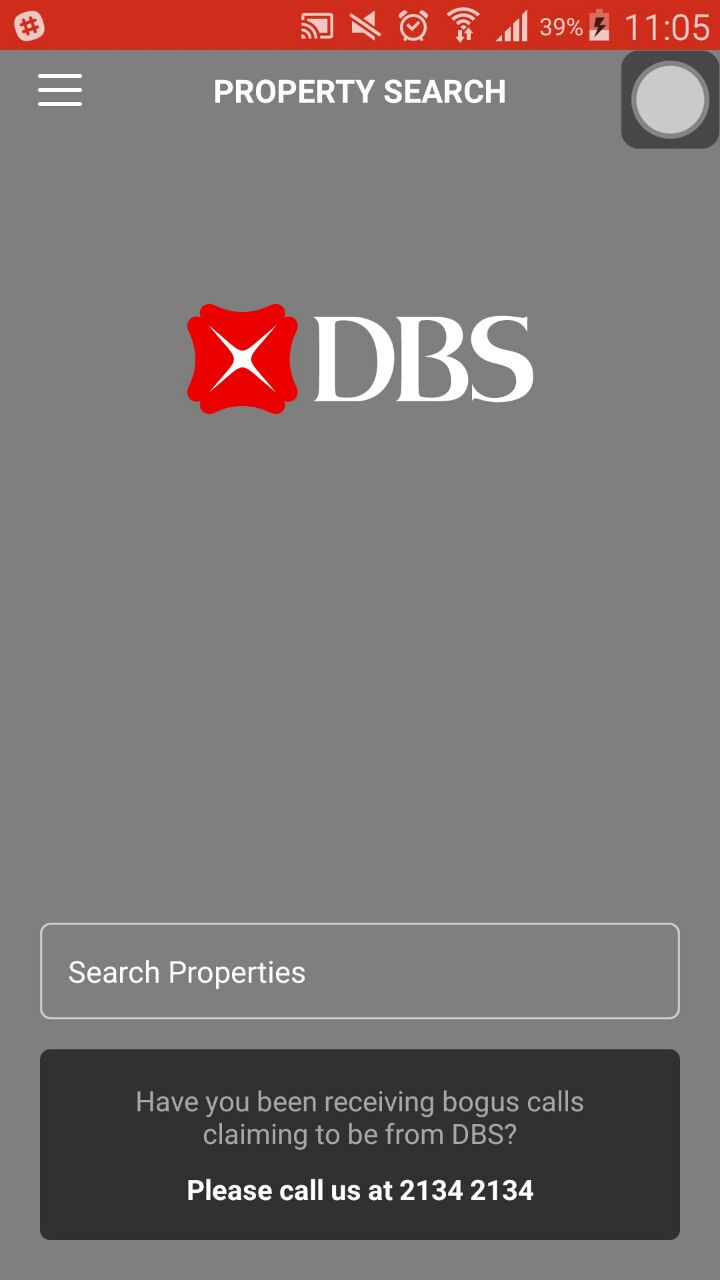 39% 11:05
PROPERTY SEARCH
DBS
Search Properties
Have you been receiving bogus calls
claiming to be from DBS?
Please call us at 2134 2134